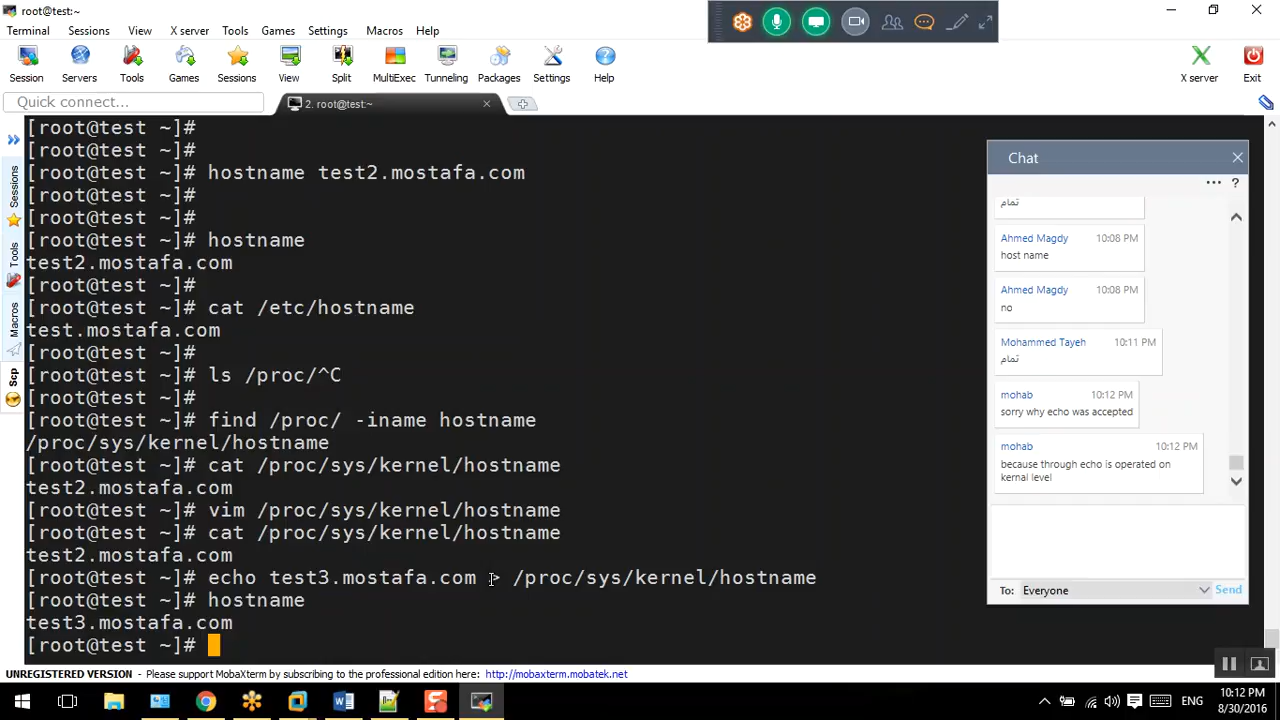 root@test:~
Terminal Sessions View X server Tools Games Settings Macros Help
Session Servers Tools Games Sessions View Split MultiExec Tunneling Packages Settings Help X server Exit
Quick connect...
2. root@test:~
Sessions
Tools
Macros
Scp
[root@test ~]#
[root@test ~]#
[root@test ~]# hostname test2.mostafa.com
[root@test ~]#
[root@test ~]#
[root@test ~]# hostname
test2.mostafa.com
[root@test ~]#
[root@test ~]# cat /etc/hostname
test.mostafa.com
[root@test ~]#
[root@test ~]# ls /proc/^C
[root@test ~]#
[root@test ~]# find /proc/ -iname hostname
/proc/sys/kernel/hostname
[root@test ~]# cat /proc/sys/kernel/hostname
test2.mostafa.com
[root@test ~]# vim /proc/sys/kernel/hostname
[root@test ~]# cat /proc/sys/kernel/hostname
test2.mostafa.com
[root@test ~]# echo test3.mostafa.com > /proc/sys/kernel/hostname
[root@test ~]# hostname
test3.mostafa.com
[root@test ~]#
Chat
... ?
تمام
Ahmed Magdy 10:08 PM
host name
Ahmed Magdy 10:08 PM
no
Mohammed Tayeh 10:11 PM
تمام
mohab 10:12 PM
sorry why echo was accepted
mohab 10:12 PM
because through echo is operated on
kernal level
To: Everyone Send
UNREGISTERED VERSION - Please support MobaXterm by subscribing to the professional edition here: http://mobaxterm.mobatek.net
ENG
10:12 PM
8/30/2016